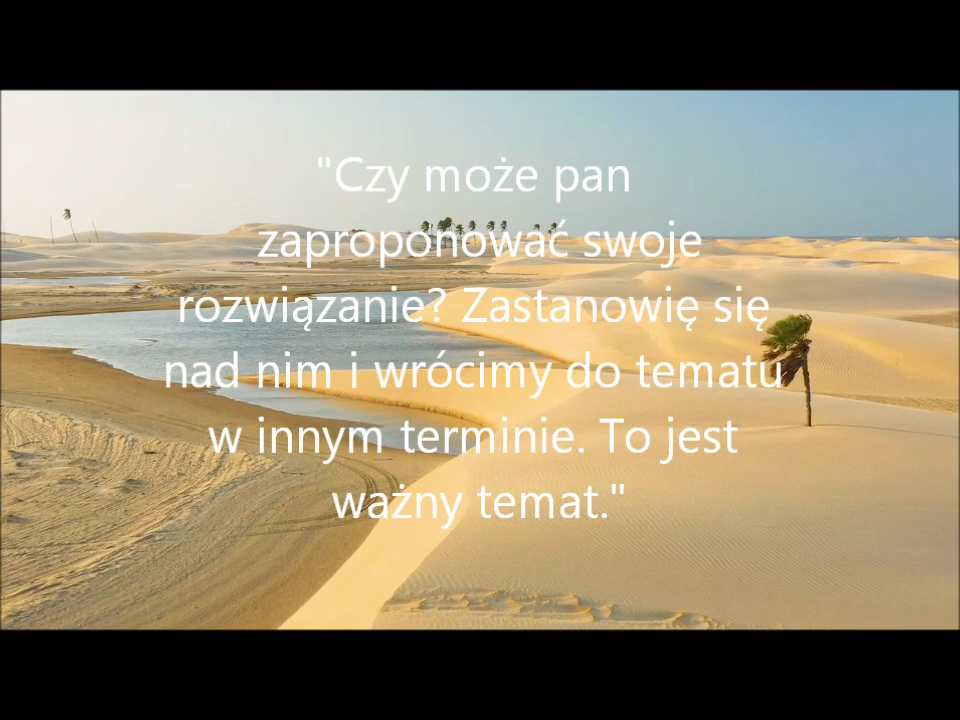 "Czy może pan
zaproponować swoje
rozwiązanie? Zastanowię się
nad nim i wrócimy do tematu
w innym terminie. To jest
ważny temat."